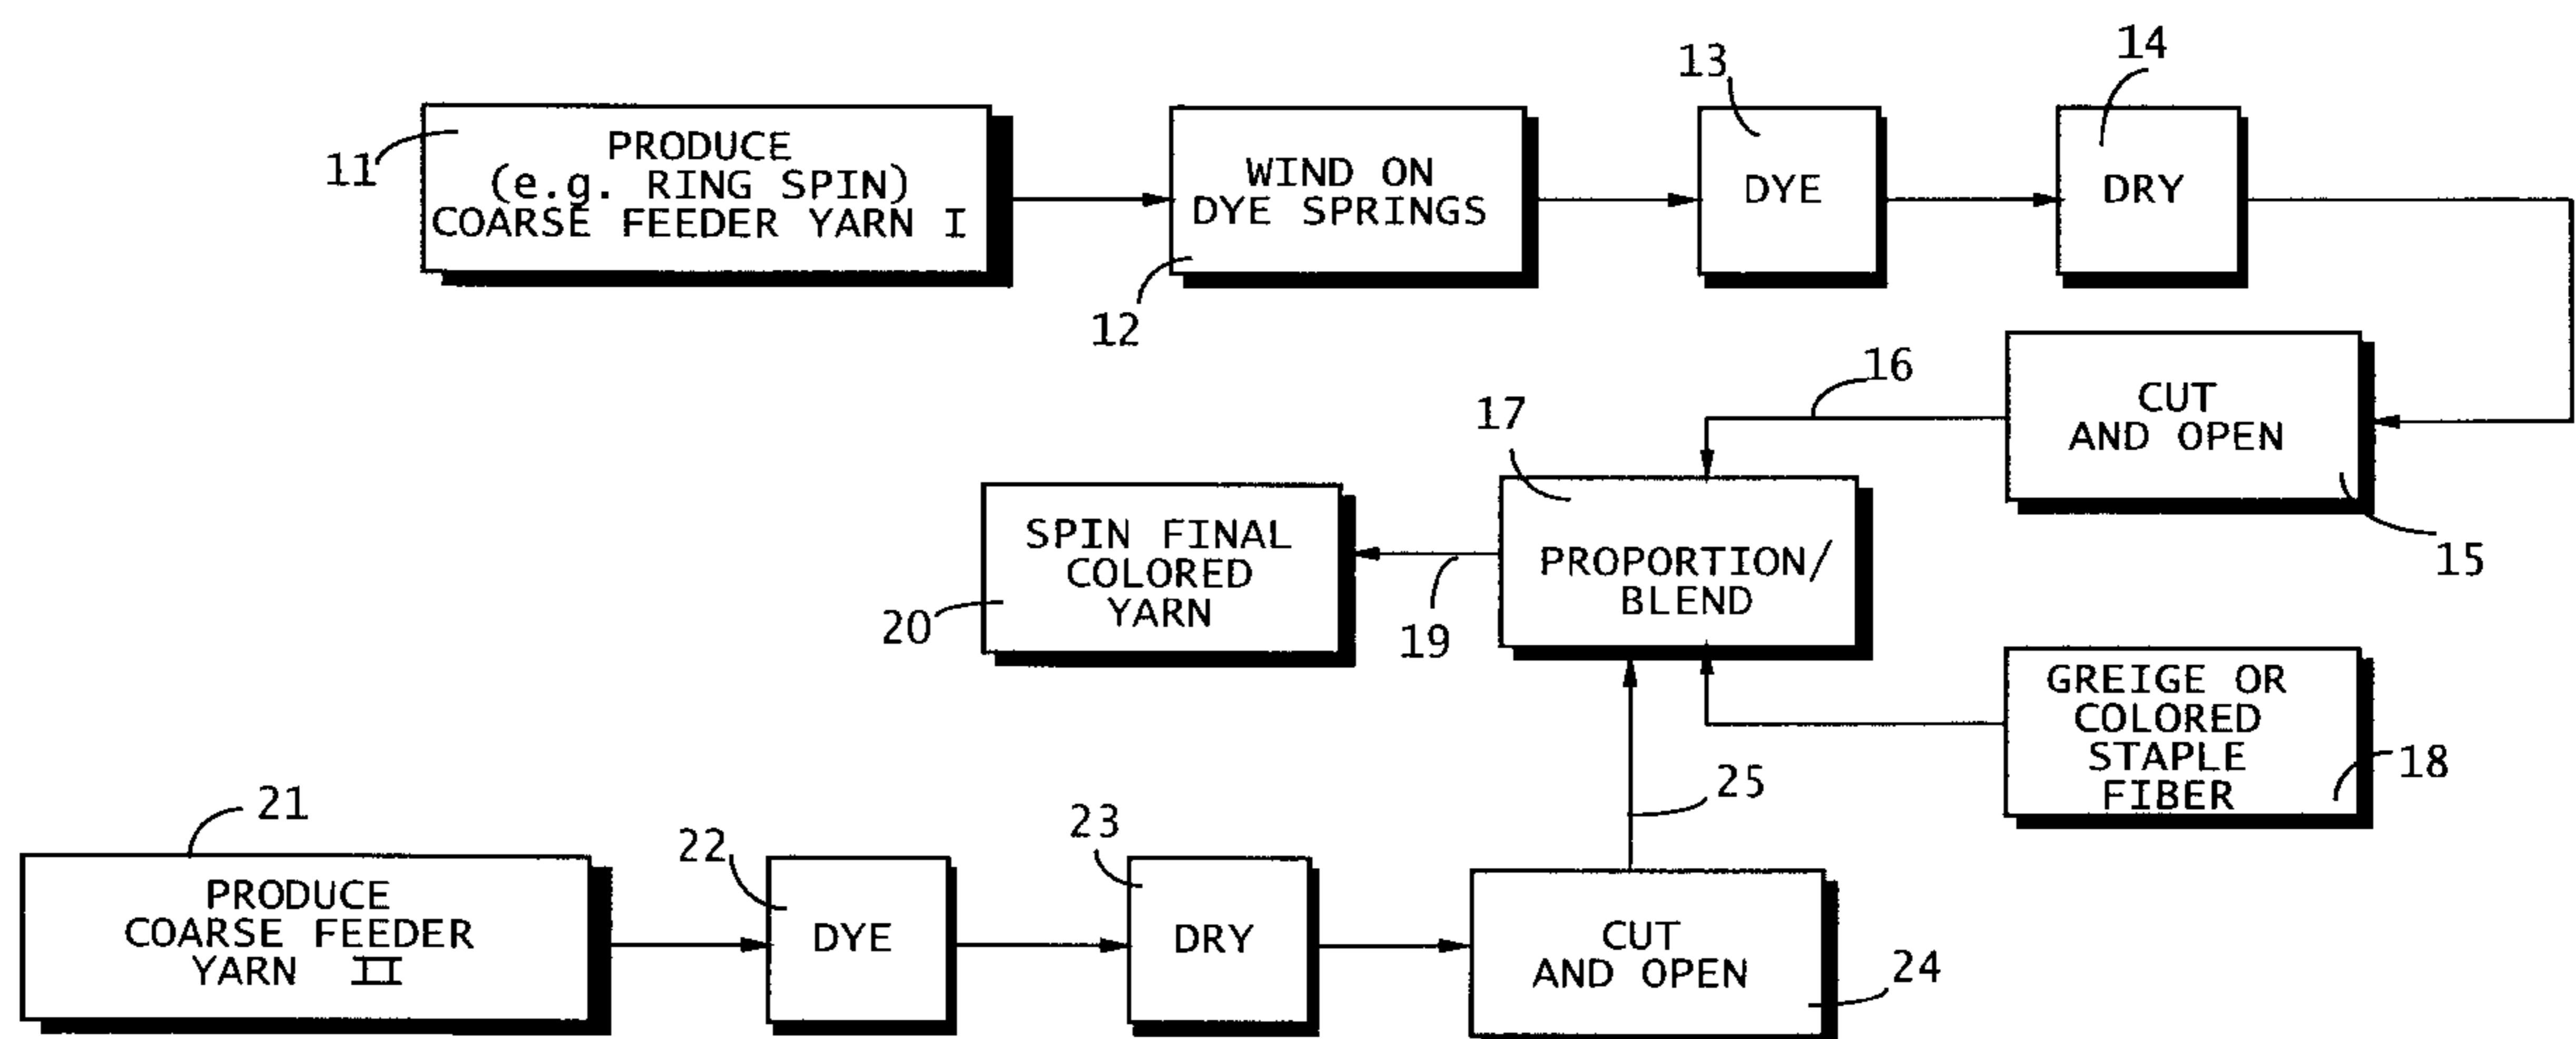 13
14
11
PRODUCE
(e.g. RING SPIN)
COARSE FEEDER YARN I
WIND ON
DYE SPRINGS
DYE
DRY
12
16
CUT
AND OPEN
15
17
PROPORTION/
BLEND
SPIN FINAL
COLORED
YARN
20
19
GREIGE OR
COLORED
STAPLE
FIBER
18
25
21
PRODUCE
COARSE FEEDER
YARN II
22
DYE
23
DRY
CUT
AND OPEN
24